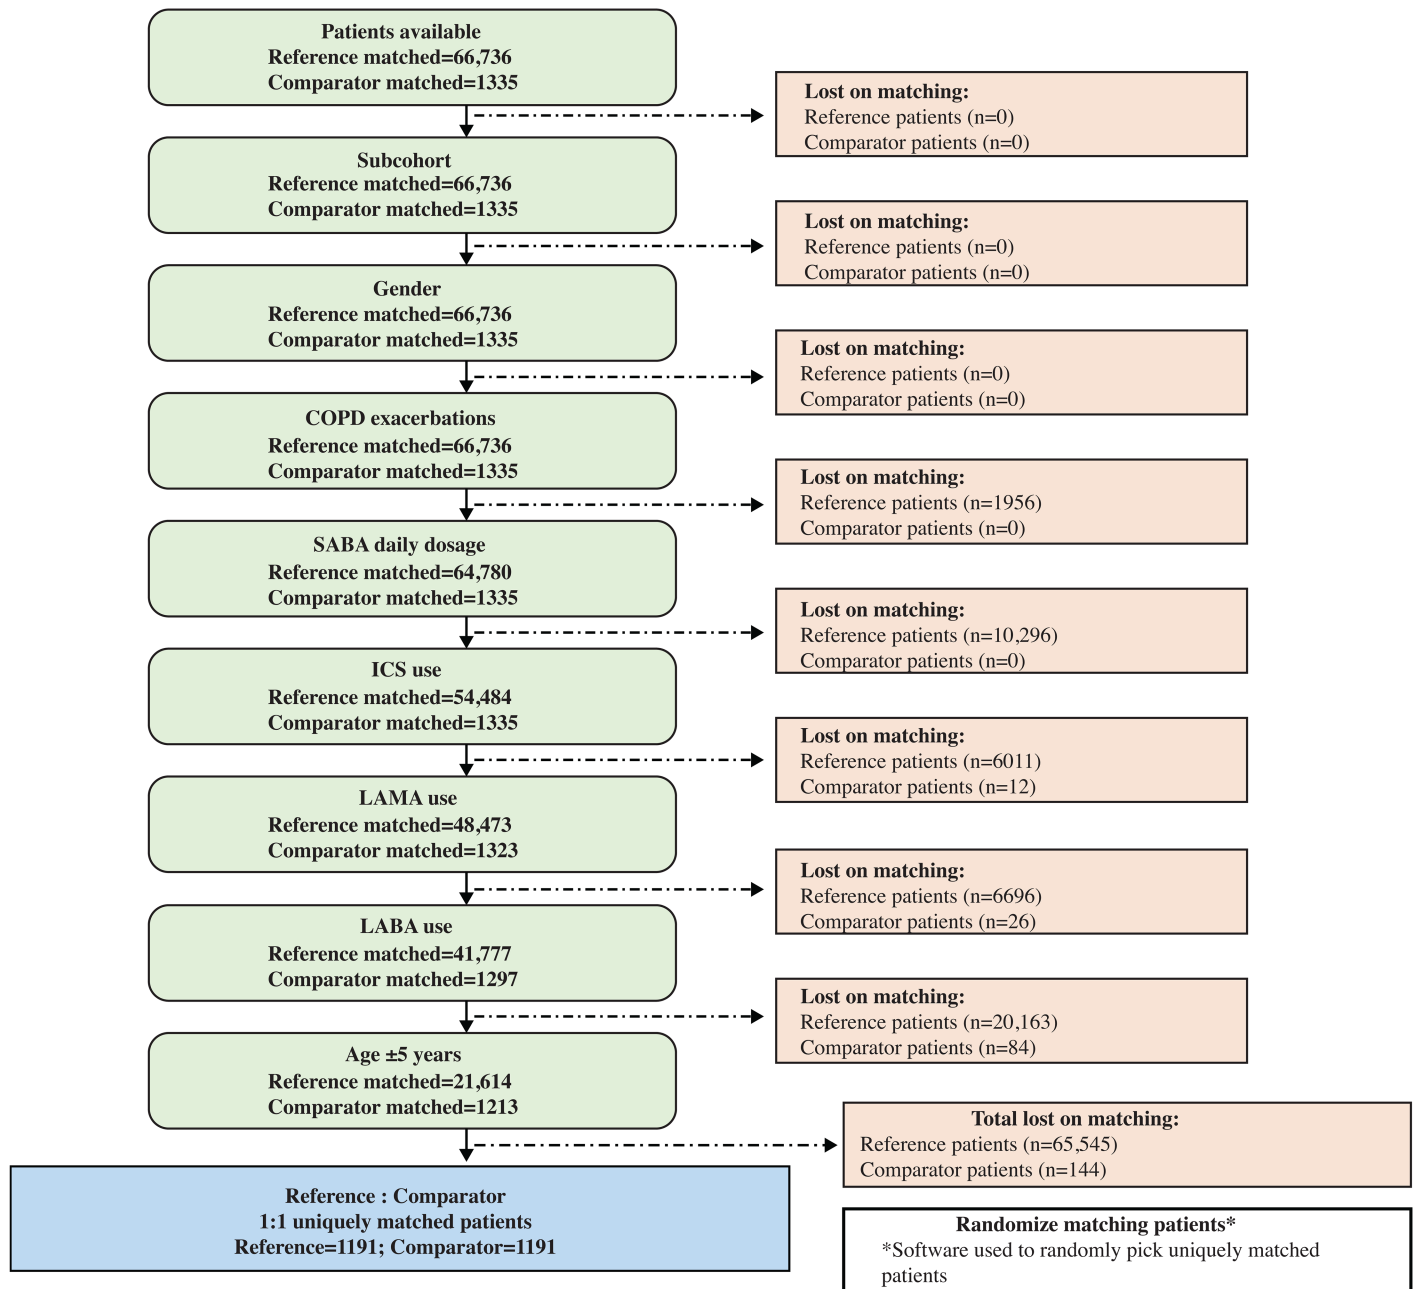 Patients available
Reference matched=66,736
Comparator matched=1335
Lost on matching:
Reference patients (n=0)
Comparator patients (n=0)
Subcohort
Reference matched=66,736
Comparator matched=1335
Lost on matching:
Reference patients (n=0)
Comparator patients (n=0)
Gender
Reference matched=66,736
Comparator matched=1335
Lost on matching:
Reference patients (n=0)
Comparator patients (n=0)
COPD exacerbations
Reference matched=66,736
Comparator matched=1335
Lost on matching:
Reference patients (n=1956)
Comparator patients (n=0)
SABA daily dosage
Reference matched=64,780
Comparator matched=1335
Lost on matching:
Reference patients (n=10,296)
Comparator patients (n=0)
ICS use
Reference matched=54,484
Comparator matched=1335
Lost on matching:
Reference patients (n=6011)
Comparator patients (n=12)
LAMA use
Reference matched=48,473
Comparator matched=1323
Lost on matching:
Reference patients (n=6696)
Comparator patients (n=26)
LABA use
Reference matched=41,777
Comparator matched=1297
Lost on matching:
Reference patients (n=20,163)
Comparator patients (n=84)
Age ±5 years
Reference matched=21,614
Comparator matched=1213
Total lost on matching:
Reference patients (n=65,545)
Comparator patients (n=144)
Reference : Comparator
1:1 uniquely matched patients
Reference=1191; Comparator=1191
Randomize matching patients*
*Software used to randomly pick uniquely matched
patients